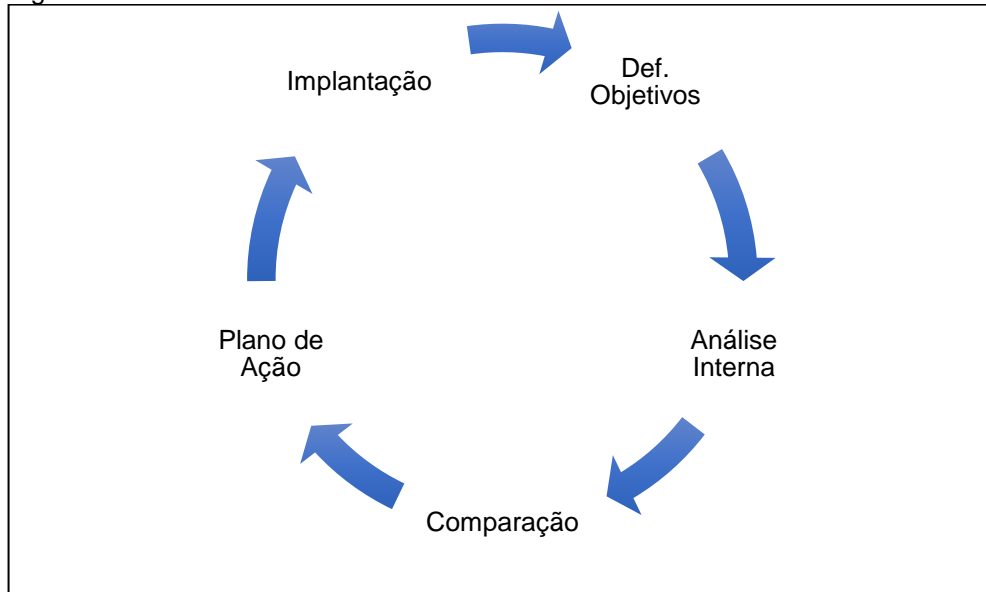 Implantação
Def.
Objetivos
Análise
Interna
Comparação
Plano de
Ação